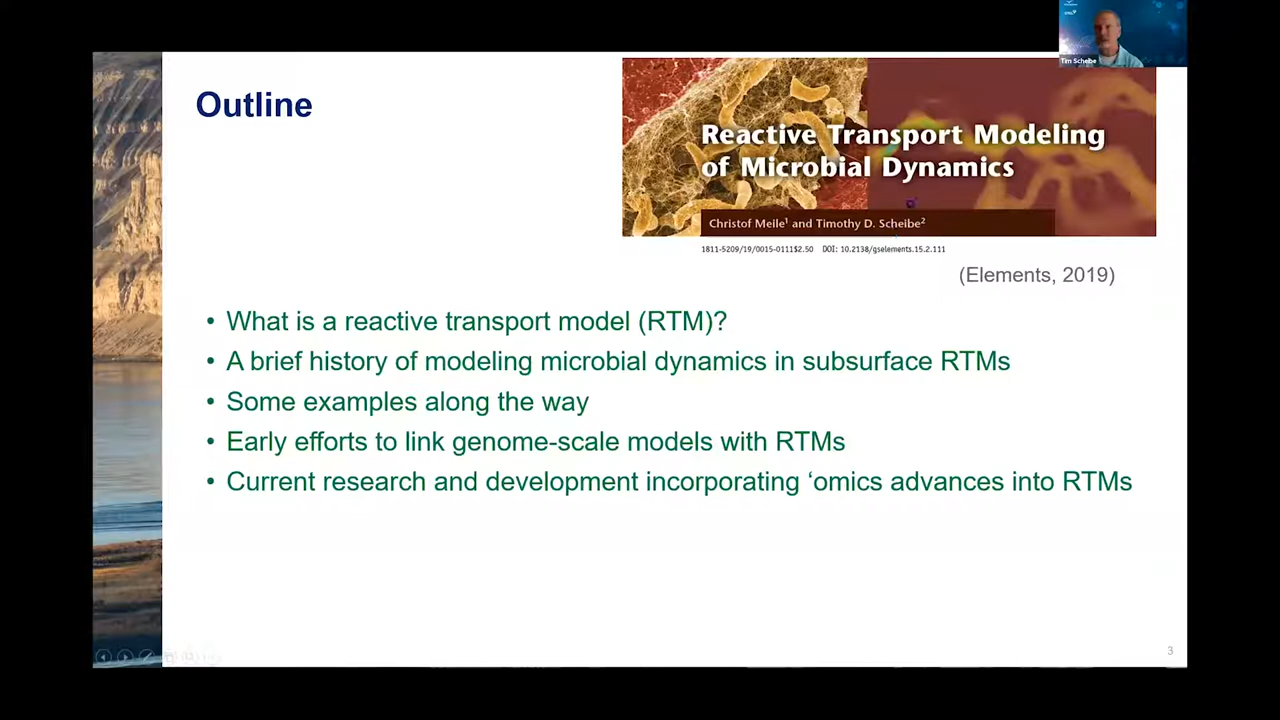 Tim Scheibe
Outline
Reactive Transport Modeling
of Microbial Dynamics
Christof Meile¹ and Timothy D. Scheibe²
1811-5209/19/0015-0111$2.50 DOI: 10.2138/gselements.15.2.111
(Elements, 2019)
• What is a reactive transport model (RTM)?
• A brief history of modeling microbial dynamics in subsurface RTMs
• Some examples along the way
• Early efforts to link genome-scale models with RTMs
• Current research and development incorporating ‘omics advances into RTMs
3